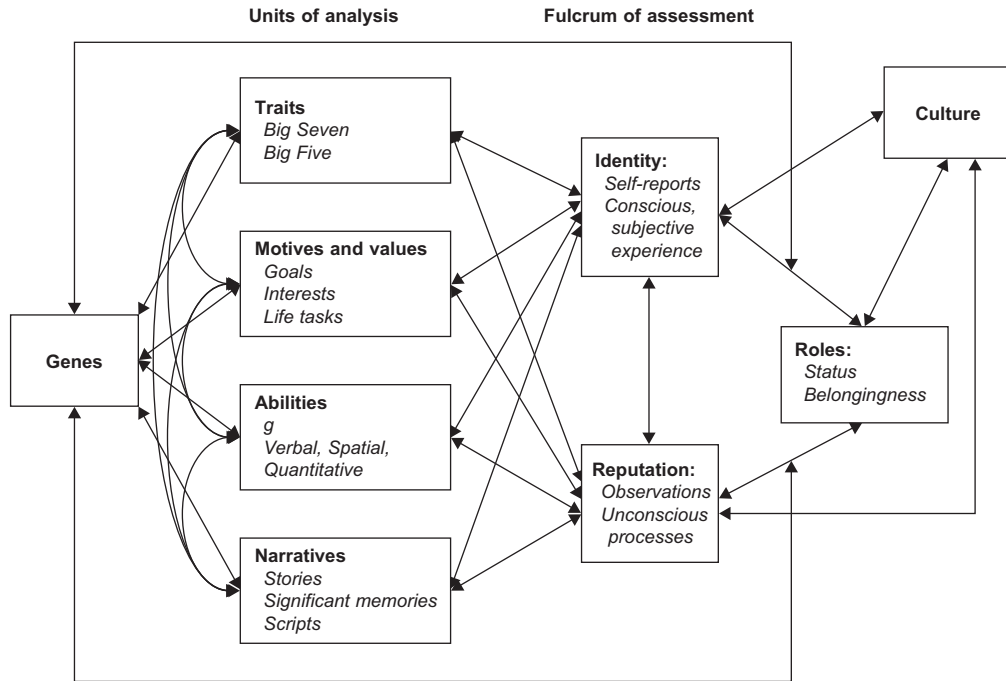 Units of analysis
Fulcrum of assessment
Genes
Traits
Big Seven
Big Five
Motives and values
Goals
Interests
Life tasks
Abilities
g
Verbal, Spatial,
Quantitative
Narratives
Stories
Significant memories
Scripts
Identity:
Self-reports
Conscious,
subjective
experience
Reputation:
Observations
Unconscious
processes
Culture
Roles:
Status
Belongingness